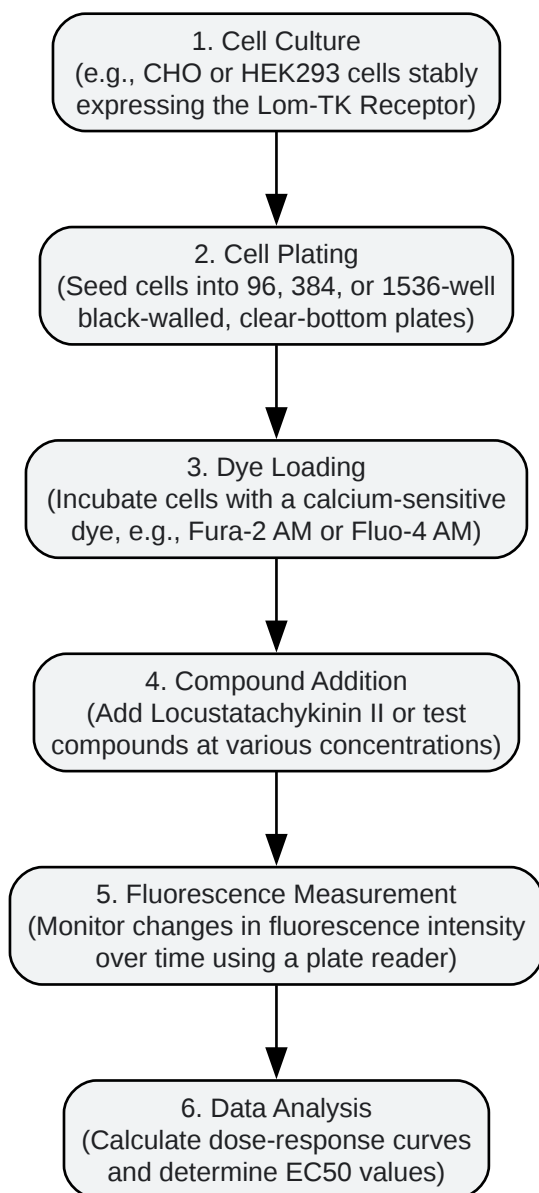 1. Cell Culture
(e.g., CHO or HEK293 cells stably
expressing the Lom-TK Receptor)
2. Cell Plating
(Seed cells into 96, 384, or 1536-well
black-walled, clear-bottom plates)
3. Dye Loading
(Incubate cells with a calcium-sensitive
dye, e.g., Fura-2 AM or Fluo-4 AM)
4. Compound Addition
(Add Locustatachykinin II or test
compounds at various concentrations)
5. Fluorescence Measurement
(Monitor changes in fluorescence intensity
over time using a plate reader)
6. Data Analysis
(Calculate dose-response curves
and determine EC50 values)